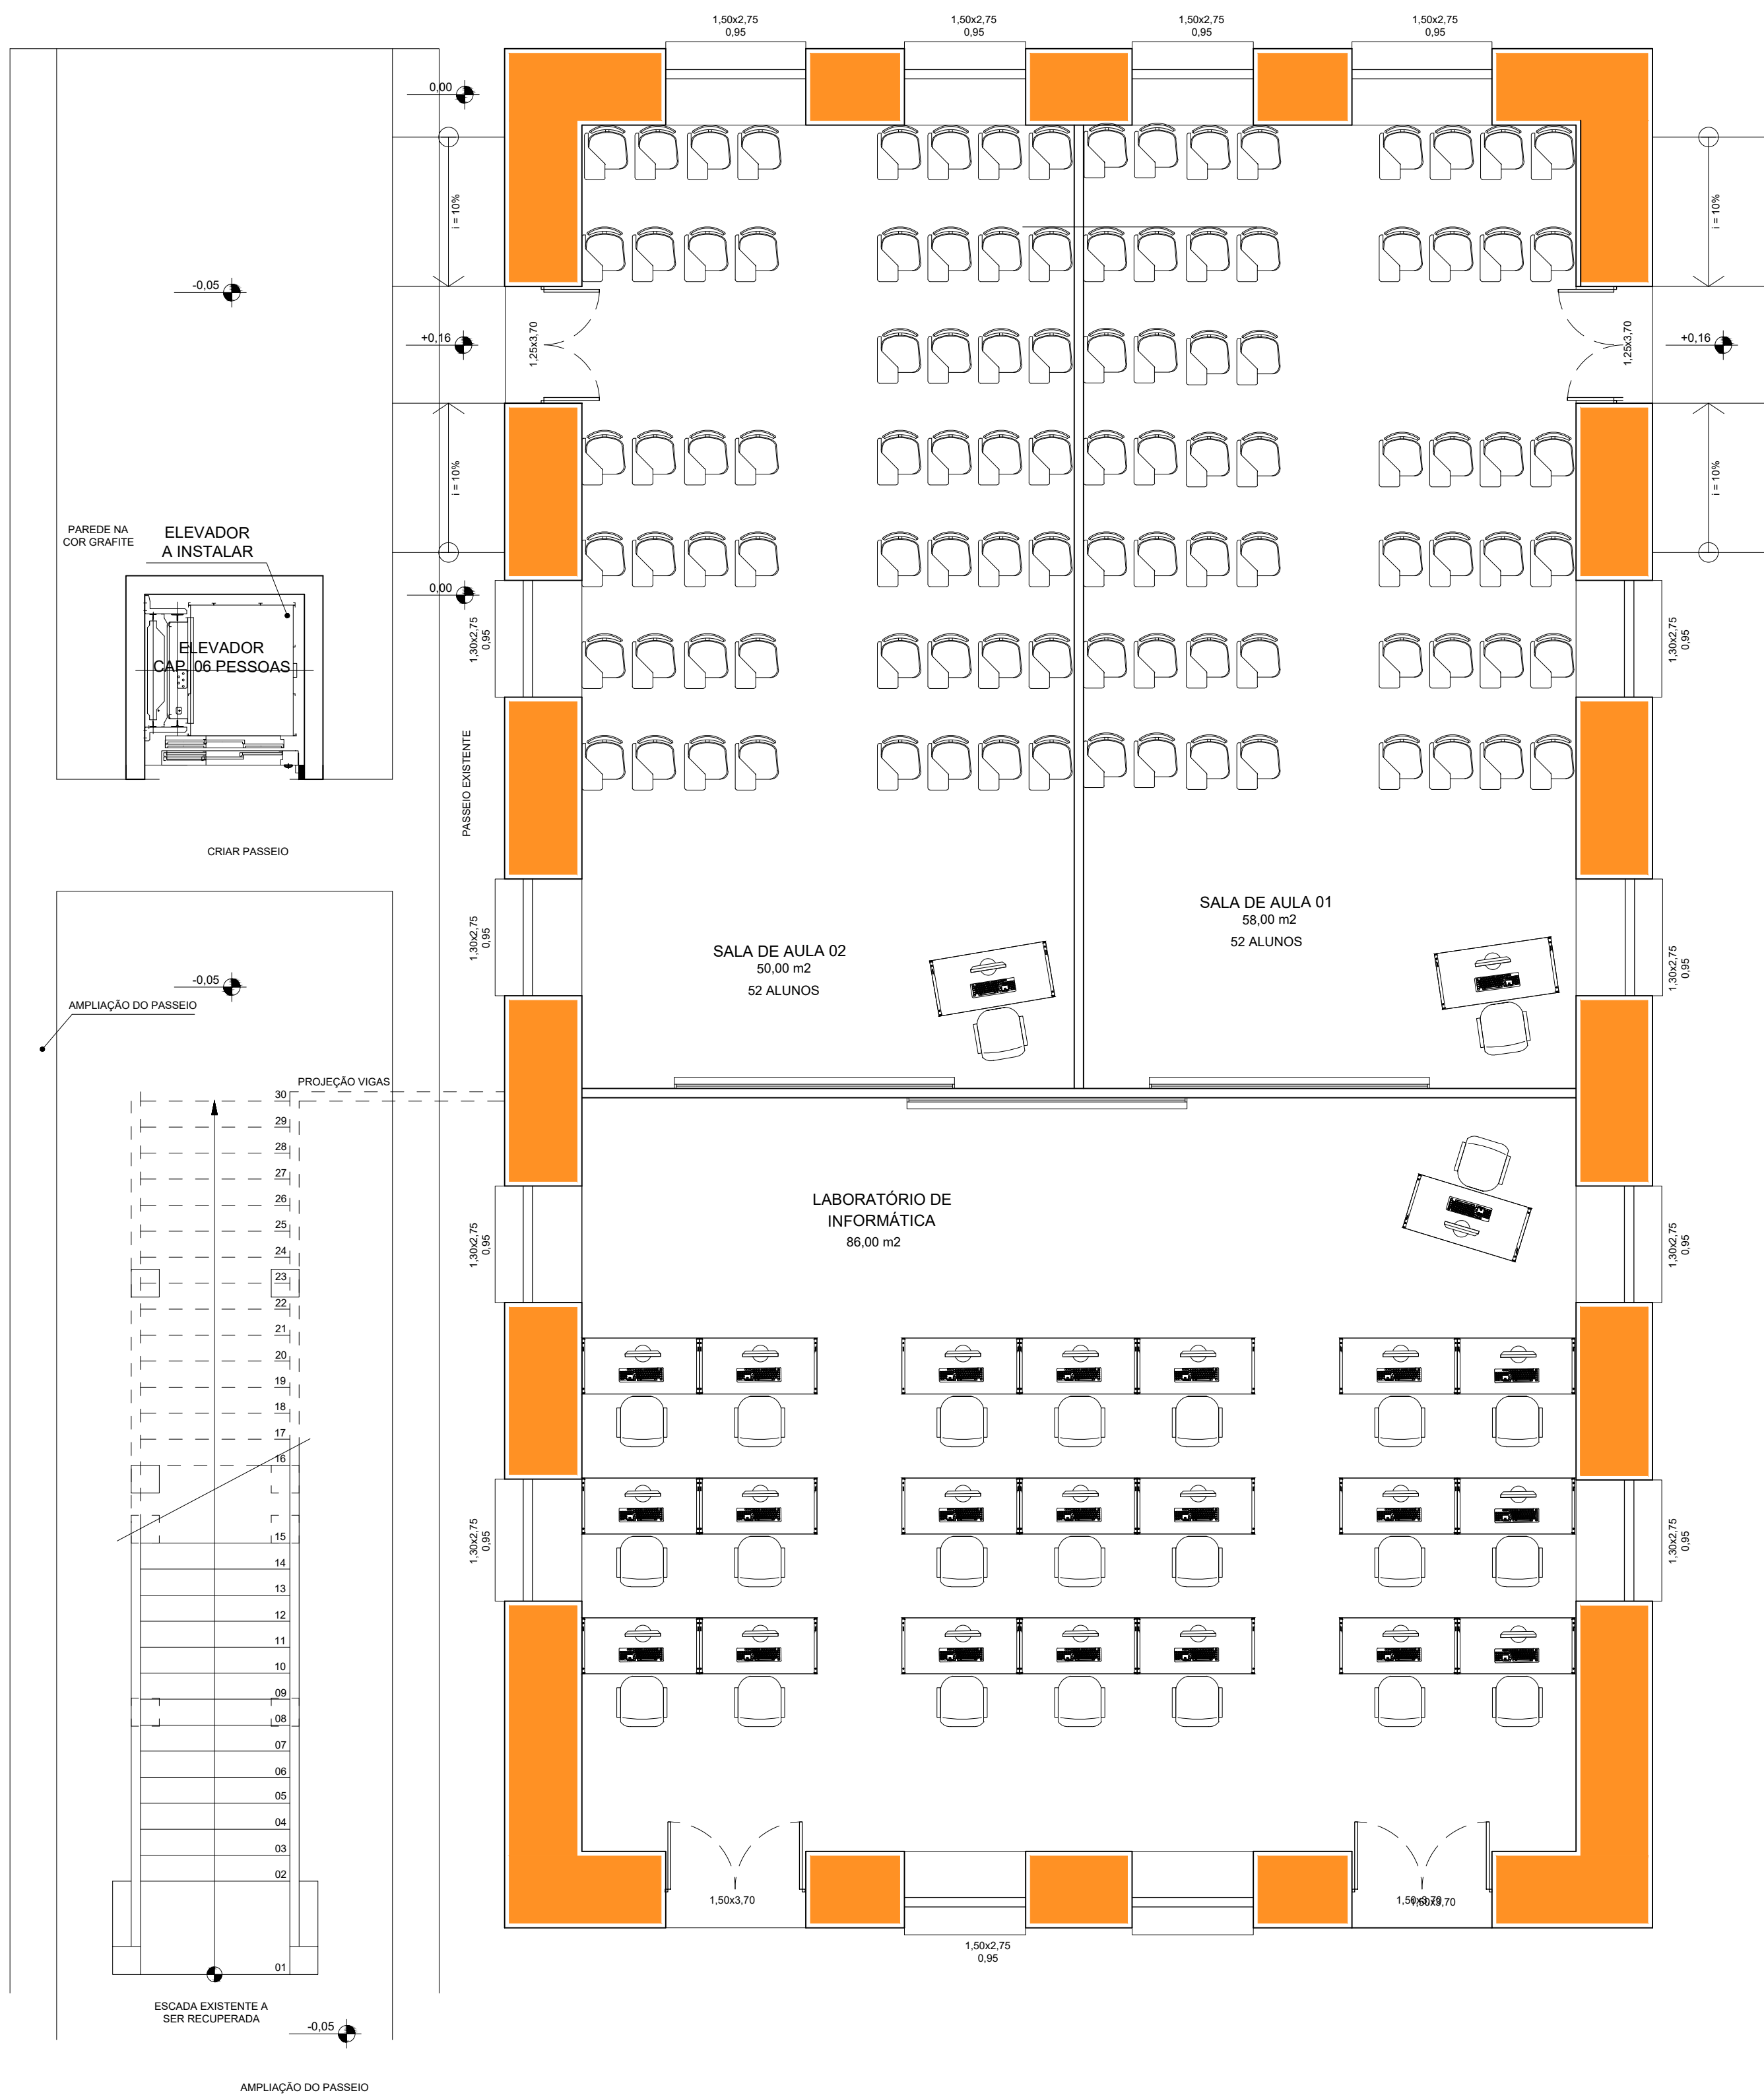 1,50x2,75
0,95
1,50x2,75
0,95
1,50x2,75
0,95
1,50x2,75
0,95
0,00
i = 10%
i = 10%
-0,05
+0,16
1,25x3,70
1,25x3,70
+0,16
i = 10%
i = 10%
PAREDE NA
COR GRAFITE
ELEVADOR
A INSTALAR
0,00
ELEVADOR
CAP. 06 PESSOAS
1,30x2,75
0,95
1,30x2,75
0,95
PASSEIO EXISTENTE
CRIAR PASSEIO
SALA DE AULA 01
58,00 m2
52 ALUNOS
SALA DE AULA 02
50,00 m2
52 ALUNOS
1,30x2,75
0,95
1,30x2,75
0,95
-0,05
AMPLIAÇÃO DO PASSEIO
PROJEÇÃO VIGAS
30
29
28
27
26
25
24
23
22
21
20
19
18
17
16
15
14
13
12
11
10
09
08
07
06
05
04
03
02
01
LABORATÓRIO DE
INFORMÁTICA
86,00 m2
1,30x2,75
0,95
1,30x2,75
0,95
1,30x2,75
0,95
1,30x2,75
0,95
1,50x3,70
1,50x3,70
1,50x3,70
1,50x2,75
0,95
ESCADA EXISTENTE A
SER RECUPERADA
-0,05
AMPLIAÇÃO DO PASSEIO